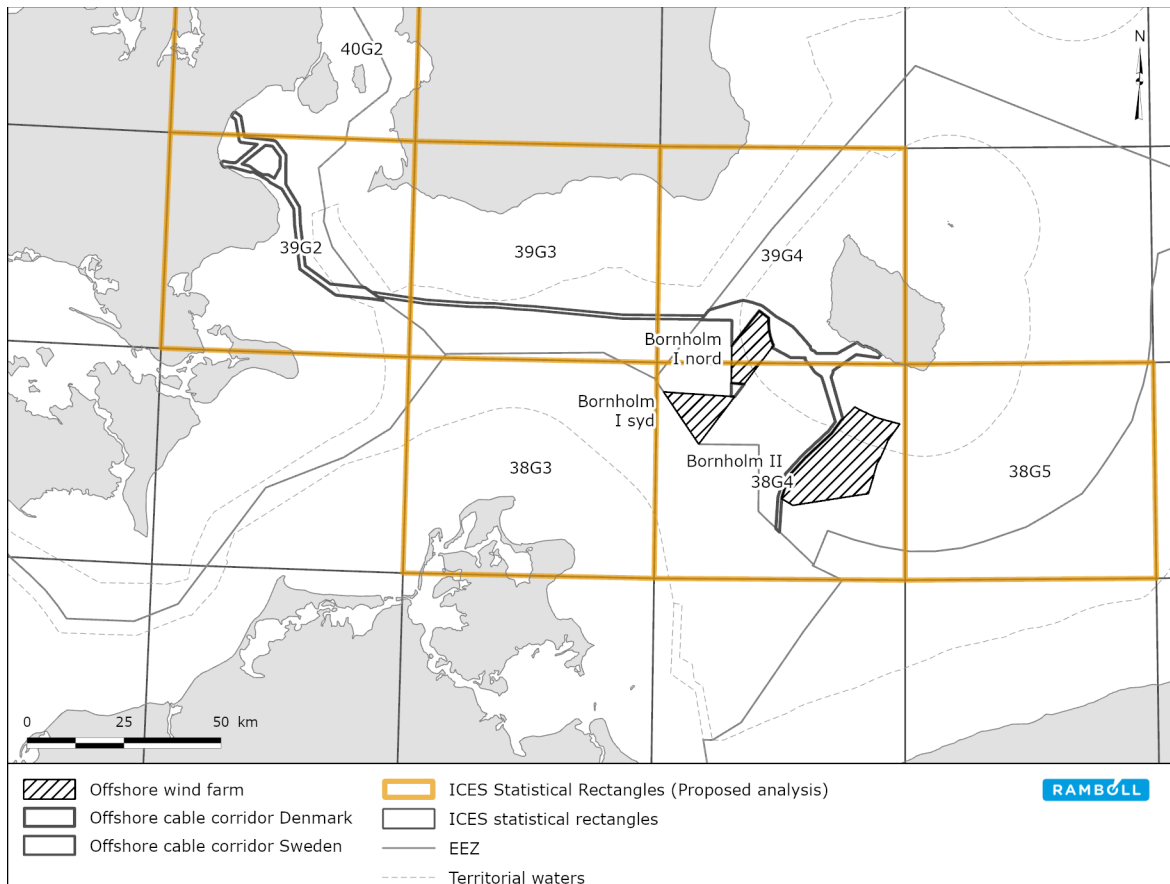 40G2
N
39G2
39G3
39G4
Bornholm
I nord
Bornholm
I syd
38G3
Bornholm II
38G4
38G5
0 25 50 km
Offshore wind farm
Offshore cable corridor Denmark
Offshore cable corridor Sweden
ICES Statistical Rectangles (Proposed analysis)
ICES statistical rectangles
EEZ
Territorial waters
RAMBOLL